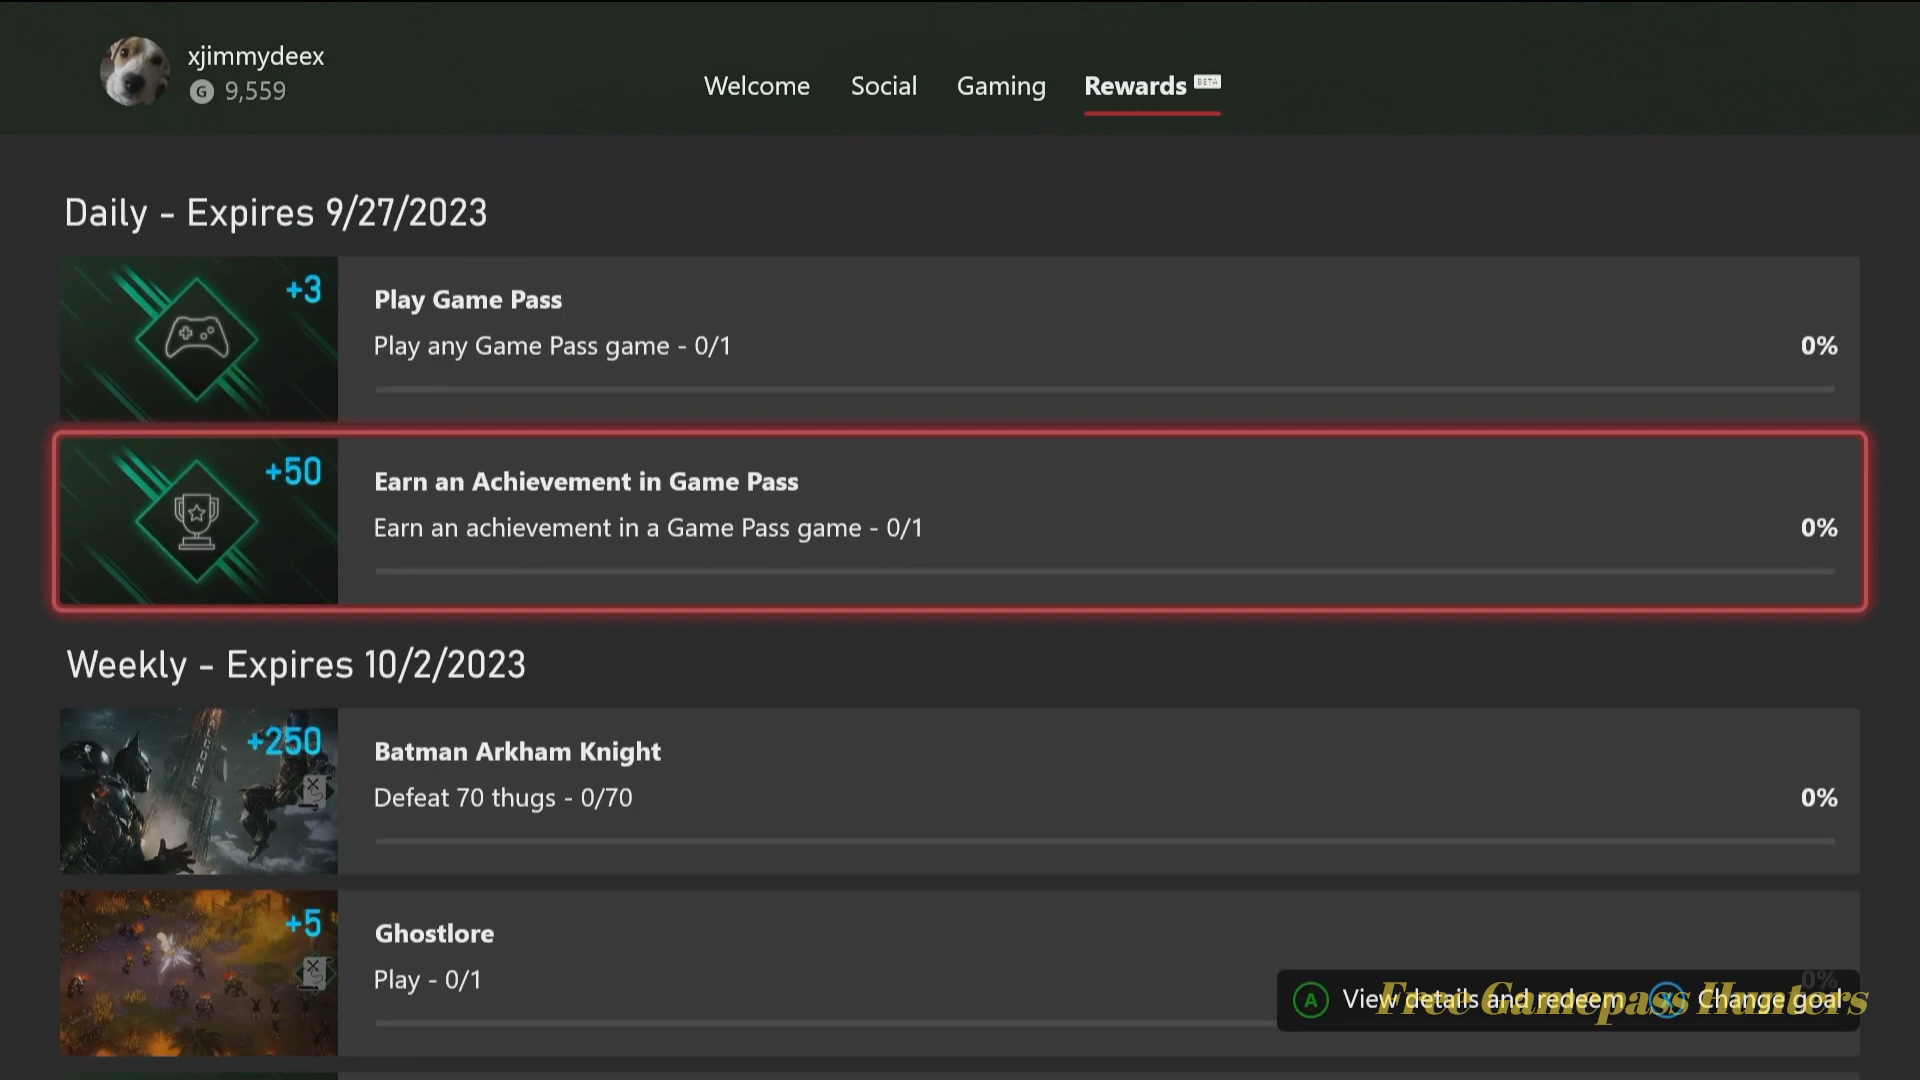 xjimmydeex
G 9,559
Welcome Social Gaming Rewards BETA
Daily - Expires 9/27/2023
+3
Play Game Pass
Play any Game Pass game - 0/1
0%
+50
Earn an Achievement in Game Pass
Earn an achievement in a Game Pass game - 0/1
0%
Weekly - Expires 10/2/2023
+250
Batman Arkham Knight
Defeat 70 thugs - 0/70
0%
+5
Ghostlore
Play - 0/1
0%
A View details and redeem X Change goal
Free Gamepass Hunters